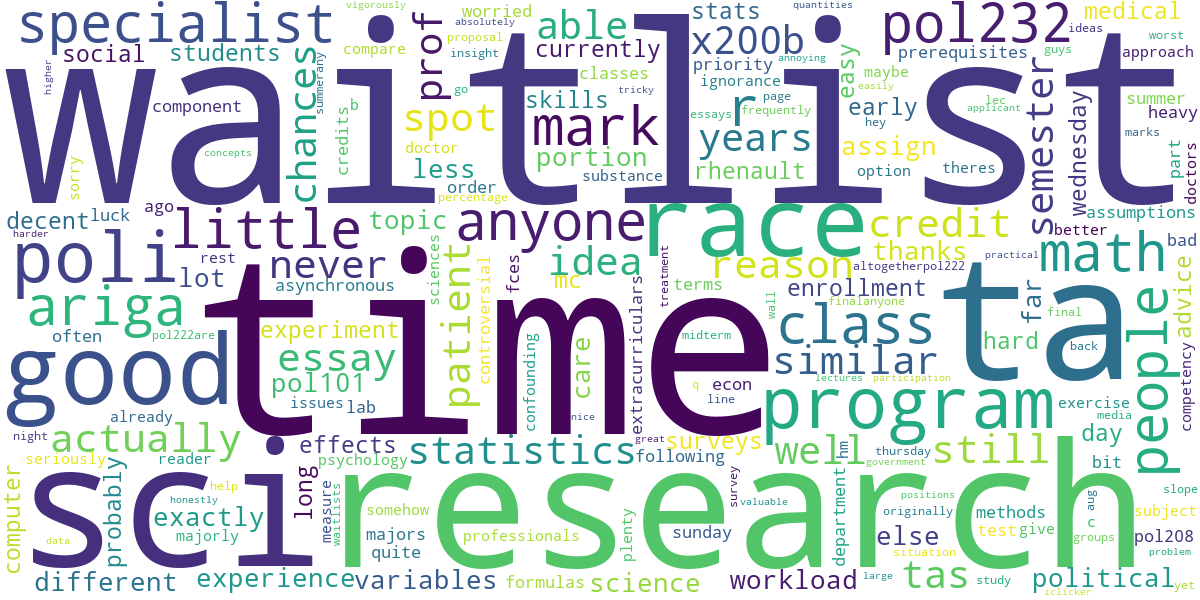 specialist
vigorously
worried
absolutely
proposal
insight
able
stats
quantities
pol232
medical
ideas
worst
approach
guys
social
students
compare
prof
currently
x200b
prerequisites
waitlist
higher
component
chances
summerany
classes
go
tricky
priority
ignorance
page
annoying
easy
maybe
easily
lec
applicant
summer
heavy
skills
essays
r
frequently
early
hey
b
credits
spot
mark
years
assign
semester
wednesday
marks
part
doctors
concepts
sorry
doctor
less
portion
substance
rhenault
option
theres
order
percentage
decent
luck
ago
little
topic
anyone
race
credit
assumptions
better
harder
poli
rest
lot
never
asynchronous
sciences
patient
controversial
fces
idea
mc
treatment
reason
thanks
altogetherpol222
practical
math
bad
advice
ariga
time
terms
wall
enrollment
finalanyone
far
final
often
pol222are
experiment
essay
confounding
care
extracurriculars
midterm
class
ta
hard
back
people
competency
good
pol101
issues
lab
nice
q
econ
line
similar
lectures
participation
program
exercise
media
day
already
night
actually
effects
statistics
great
surveys
following
well
hm
thursday
government
still
bit
seriously
reader
long
psychology
computer
probably
sci
research
survey
valuable
department
slope
honestly
help
exactly
majorly
measure
waitlists
somehow
majors
quite
professionals
plenty
sunday
originally
positions
else
methods
test
give
c
aug
groups
subject
pol208
problem
data
situation
different
experience
variables
formulas
science
workload
large
tas
study
political
iclicker
yet